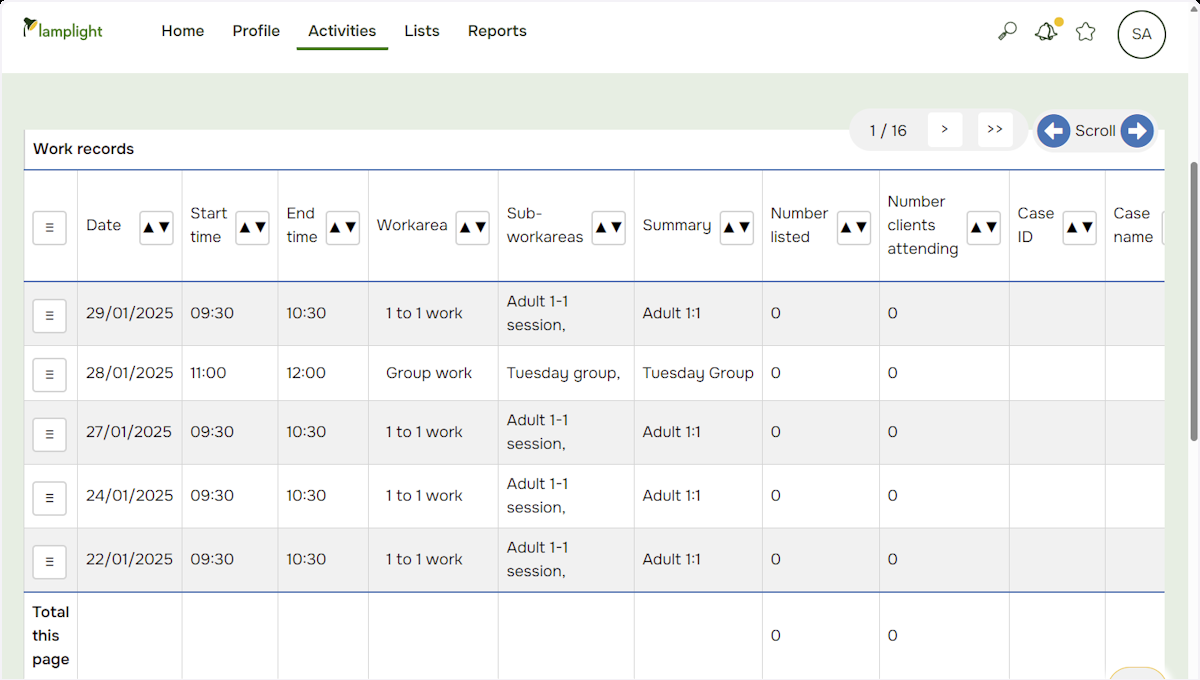 lamplight
Home Profile Activities Lists Reports
SA
1 / 16 > >> Scroll
Work records
Date ▲▼ Start time ▲▼ End time ▲▼ Workarea ▲▼ Sub-workareas ▲▼ Summary ▲▼ Number listed ▲▼ Number clients attending ▲▼ Case ID ▲▼ Case name
29/01/2025 09:30 10:30 1 to 1 work Adult 1-1 session, Adult 1:1 0 0
28/01/2025 11:00 12:00 Group work Tuesday group, Tuesday Group 0 0
27/01/2025 09:30 10:30 1 to 1 work Adult 1-1 session, Adult 1:1 0 0
24/01/2025 09:30 10:30 1 to 1 work Adult 1-1 session, Adult 1:1 0 0
22/01/2025 09:30 10:30 1 to 1 work Adult 1-1 session, Adult 1:1 0 0
Total this page 0 0